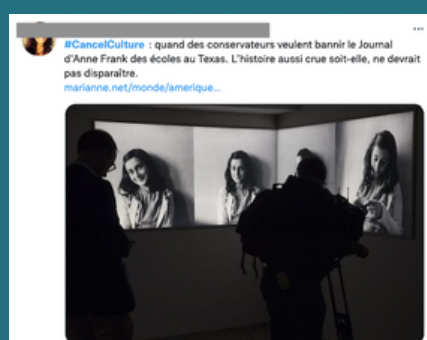 #CancelCulture : quand des conservateurs veulent bannir le Journal
d'Anne Frank des écoles au Texas. L'histoire aussi crue soit-elle, ne devrait
pas disparaître.
marianne.net/monde/amerique...